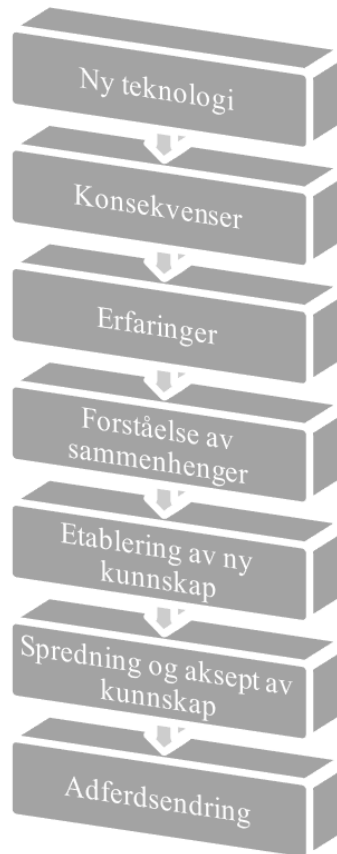 Ny teknologi
Konsekvenser
Erfaringer
Forståelse av
sammenhenger
Etablering av ny
kunnskap
Spredning og aksept av
kunnskap
Adferdsendring